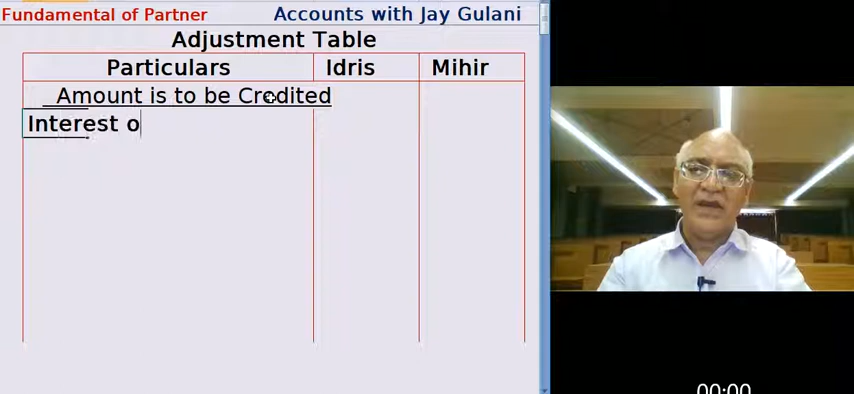 Fundamental of Partner
Accounts with Jay Gulani
Adjustment Table
Particulars Idris Mihir
Amount is to be Credited
Interest o
00:00